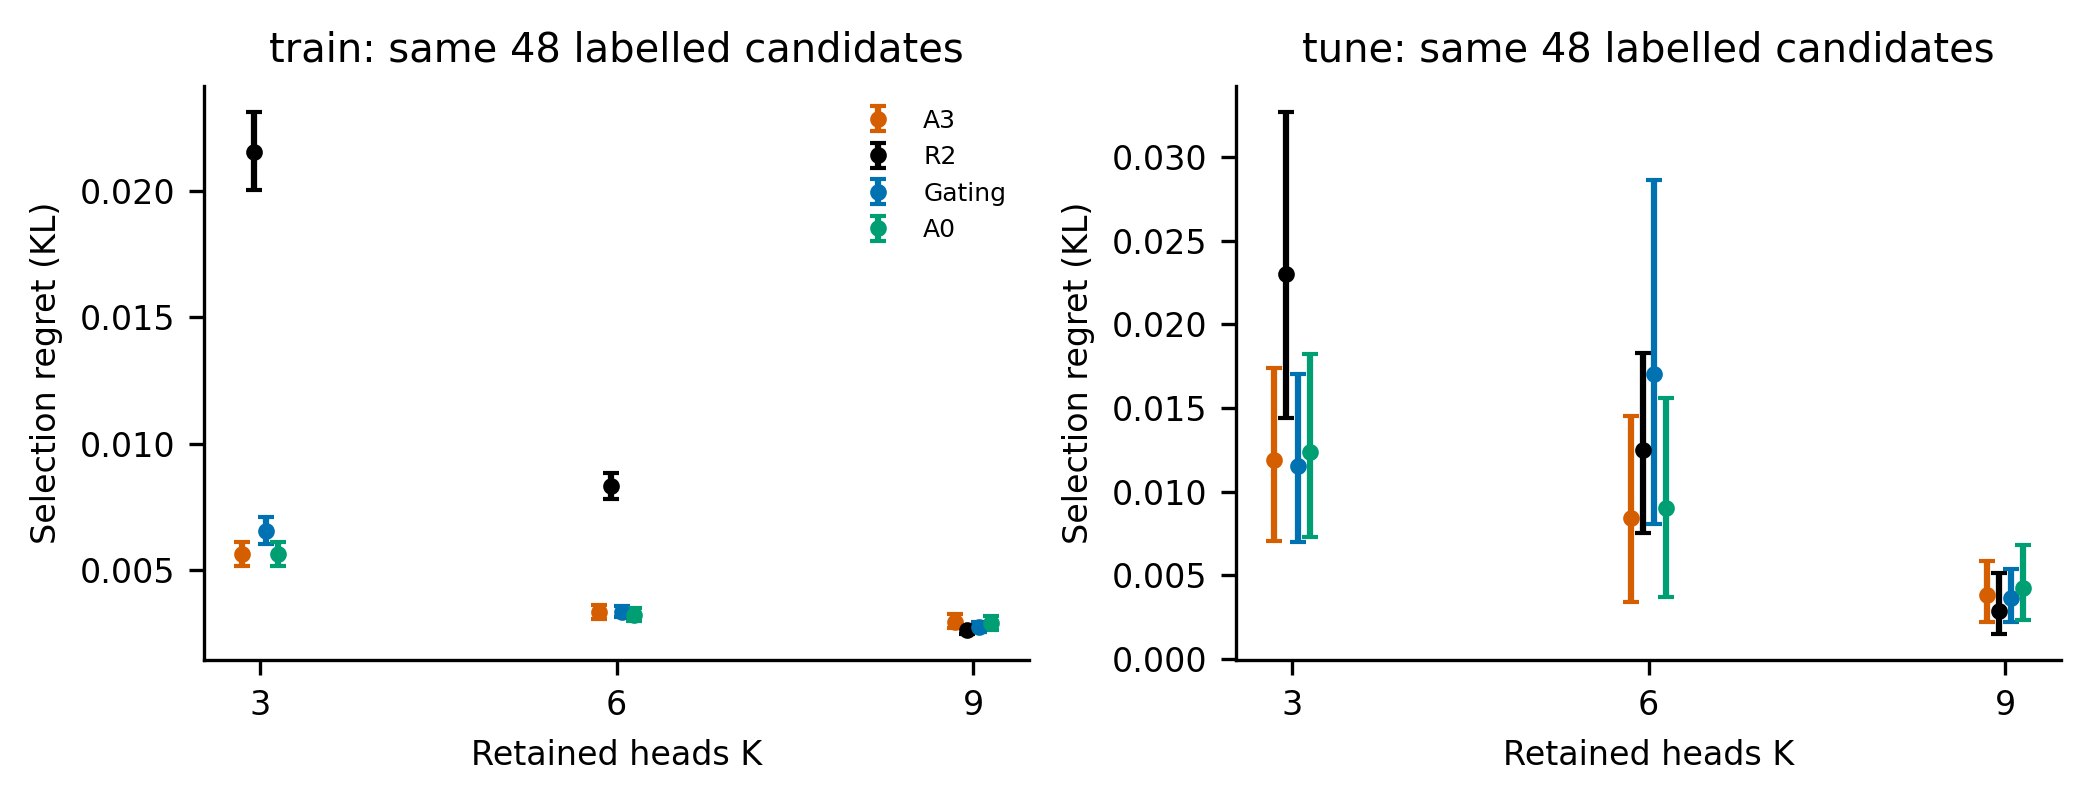 train: same 48 labelled candidates
Selection regret (KL)
0.020
0.015
0.010
0.005
3
6
9
Retained heads K
A3
R2
Gating
A0
tune: same 48 labelled candidates
Selection regret (KL)
0.030
0.025
0.020
0.015
0.010
0.005
0.000
3
6
9
Retained heads K